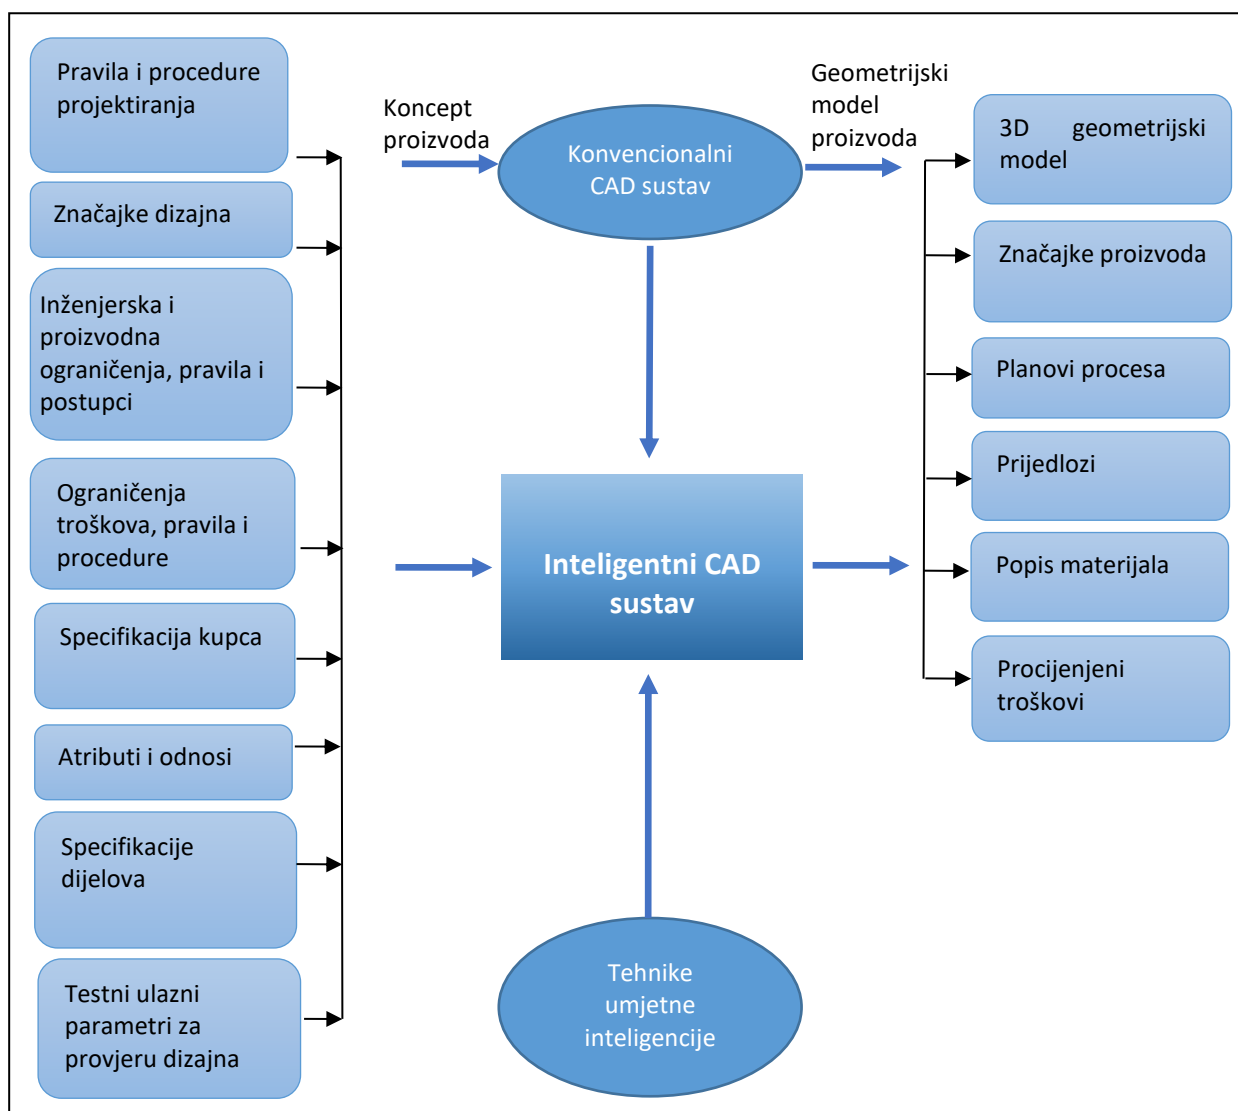 Pravila i procedure
projektiranja
Značajke dizajna
Inženjerska i
proizvodna
ograničenja, pravila i
postupci
Ograničenja
troškova, pravila i
procedure
Specifikacija kupca
Atributi i odnosi
Specifikacije
dijelova
Testni ulazni
parametri za
provjeru dizajna
Koncept
proizvoda
Konvencionalni
CAD sustav
Geometrijski
model
proizvoda
Inteligentni CAD
sustav
Tehnike
umjetne
inteligencije
3D geometrijski
model
Značajke proizvoda
Planovi procesa
Prijedlozi
Popis materijala
Procijenjeni
troškovi